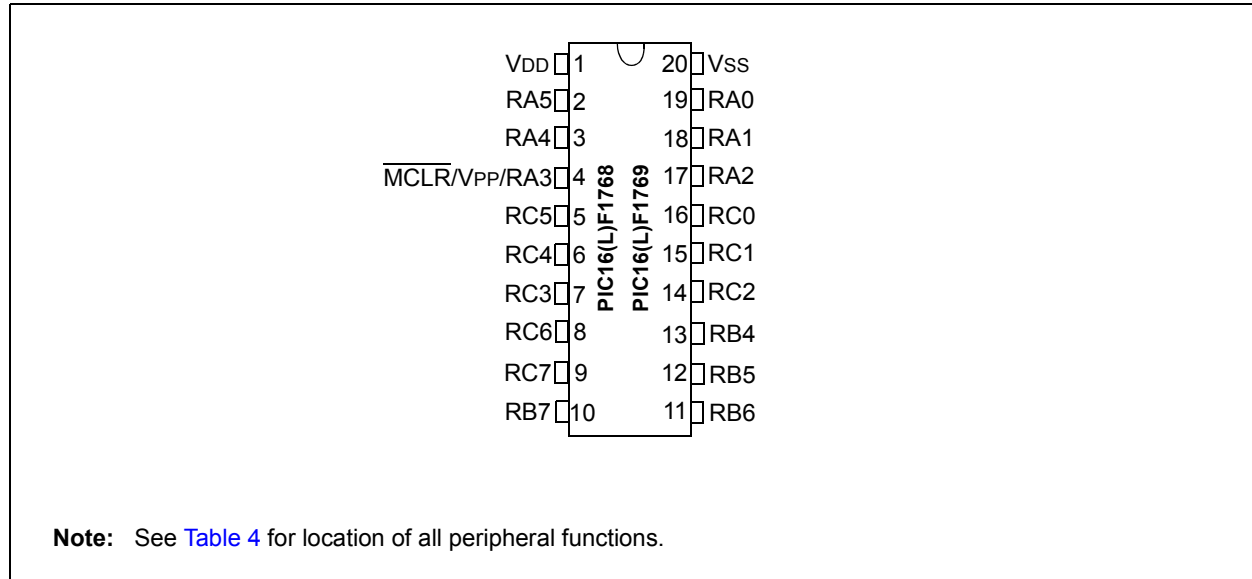 VDD 1 20 VSS
RA5 2 19 RA0
RA4 3 18 RA1
MCLR/VPP/RA3 4 17 RA2
RC5 5 16 RC0
RC4 6 15 RC1
RC3 7 14 RC2
RC6 8 13 RB4
RC7 9 12 RB5
RB7 10 11 RB6
PIC16(L)F1768
PIC16(L)F1769
Note: See Table 4 for location of all peripheral functions.